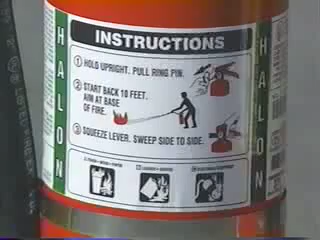 HALON
INSTRUCTIONS
HALON
1 HOLD UPRIGHT. PULL RING PIN.
2 START BACK 10 FEET.
AIM AT BASE
OF FIRE.
3 SQUEEZE LEVER. SWEEP SIDE TO SIDE.